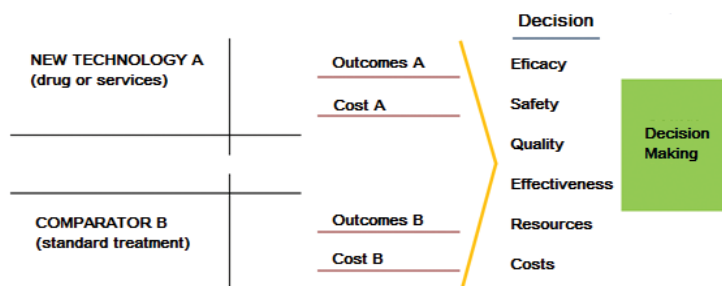 Decision
NEW TECHNOLOGY A
(drug or services)
Outcomes A
Cost A
COMPARATOR B
(standard treatment)
Outcomes B
Cost B
Eficacy
Safety
Quality
Effectiveness
Resources
Costs
Decision
Making